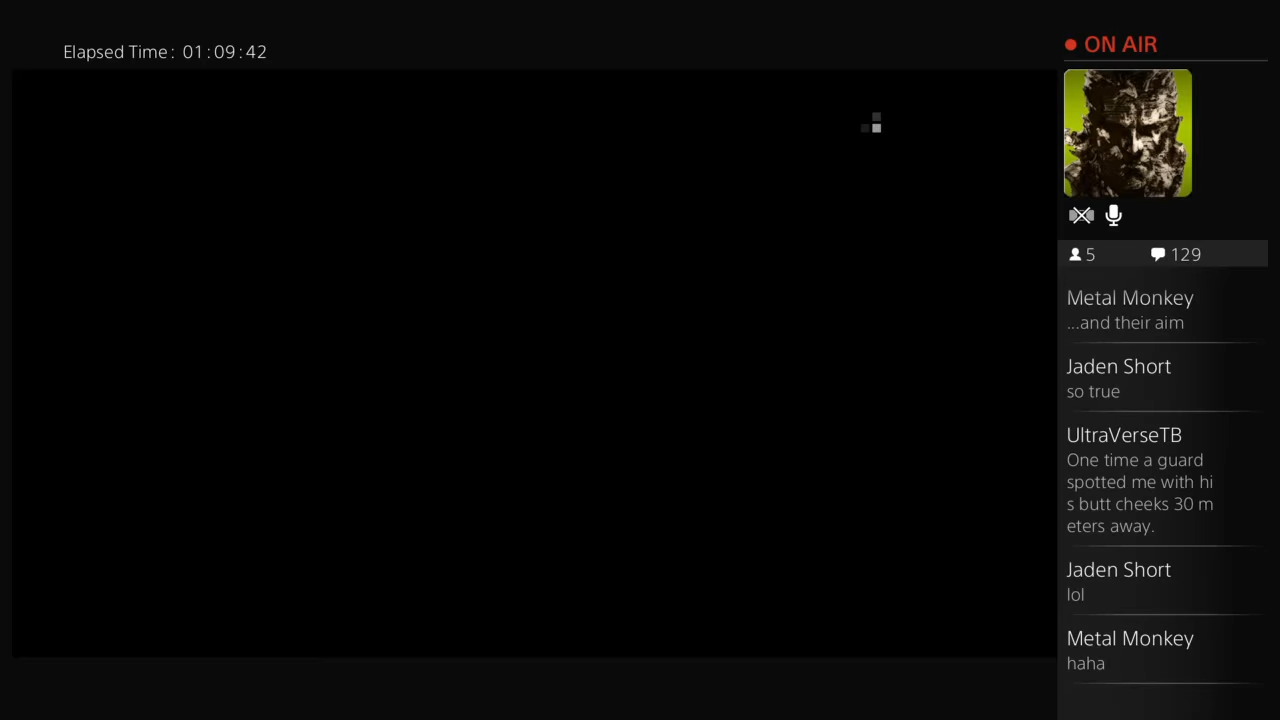 Elapsed Time: 01:09:42
ON AIR
5 129
Metal Monkey
...and their aim
Jaden Short
so true
UltraVerseTB
One time a guard
spotted me with hi
s butt cheeks 30 m
eters away.
Jaden Short
lol
Metal Monkey
haha